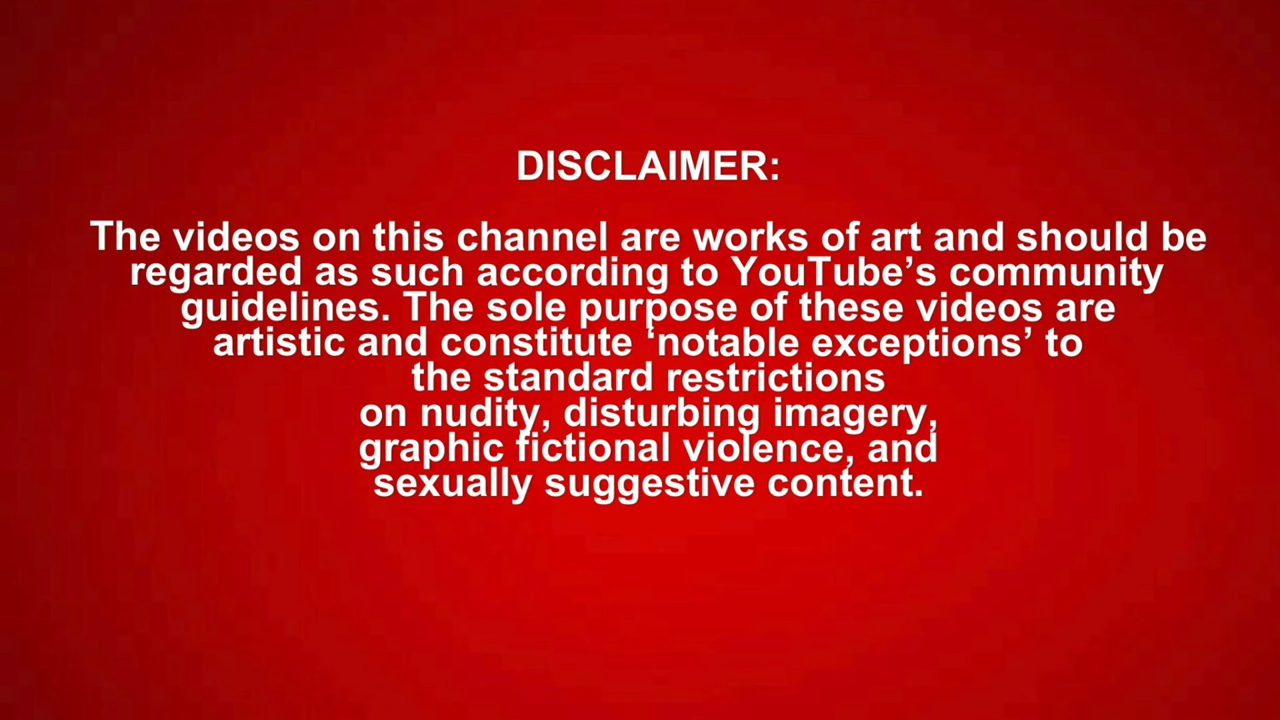 DISCLAIMER:
The videos on this channel are works of art and should be
regarded as such according to YouTube’s community
guidelines. The sole purpose of these videos are
artistic and constitute ‘notable exceptions’ to
the standard restrictions
on nudity, disturbing imagery,
graphic fictional violence, and
sexually suggestive content.